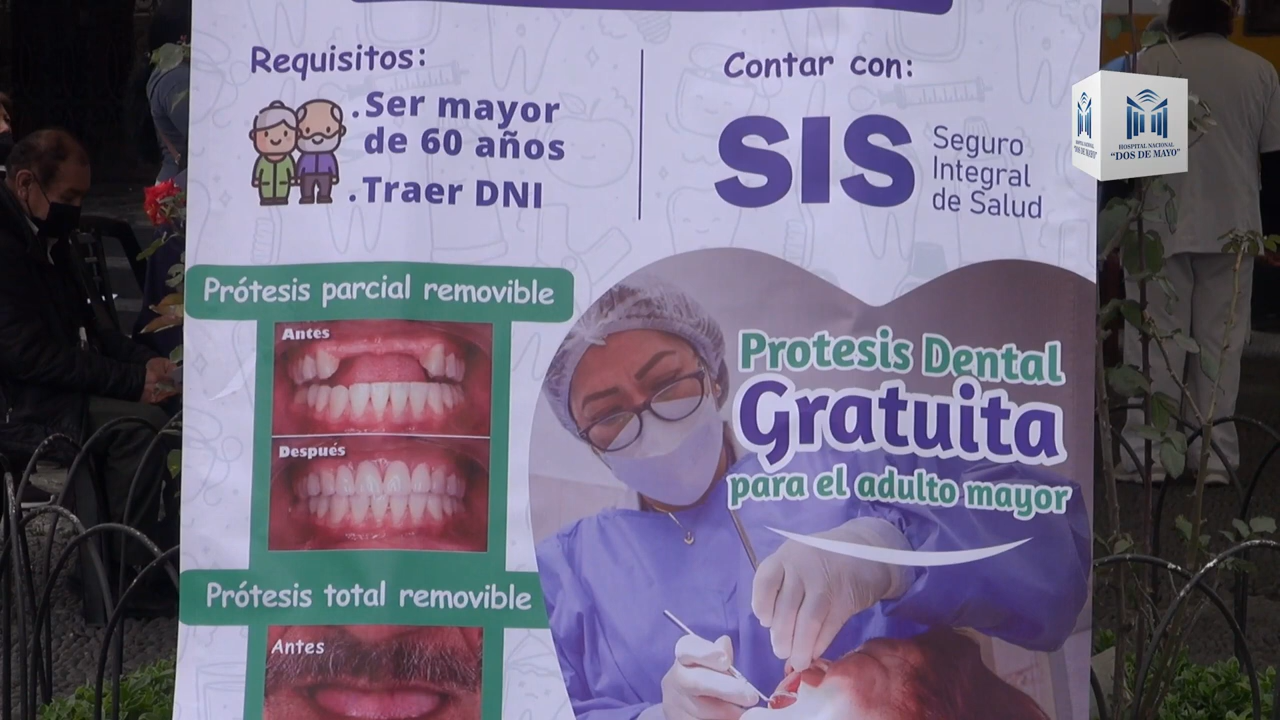 Requisitos:
.Ser mayor
de 60 años
.Traer DNI
Contar con:
SIS
Seguro
Integral
de Salud
HOSPITAL NACIONAL
"DOS DE MAYO"
Prótesis parcial removible
Antes
Después
Protesis Dental
Gratuita
para el adulto mayor
Prótesis total removible
Antes